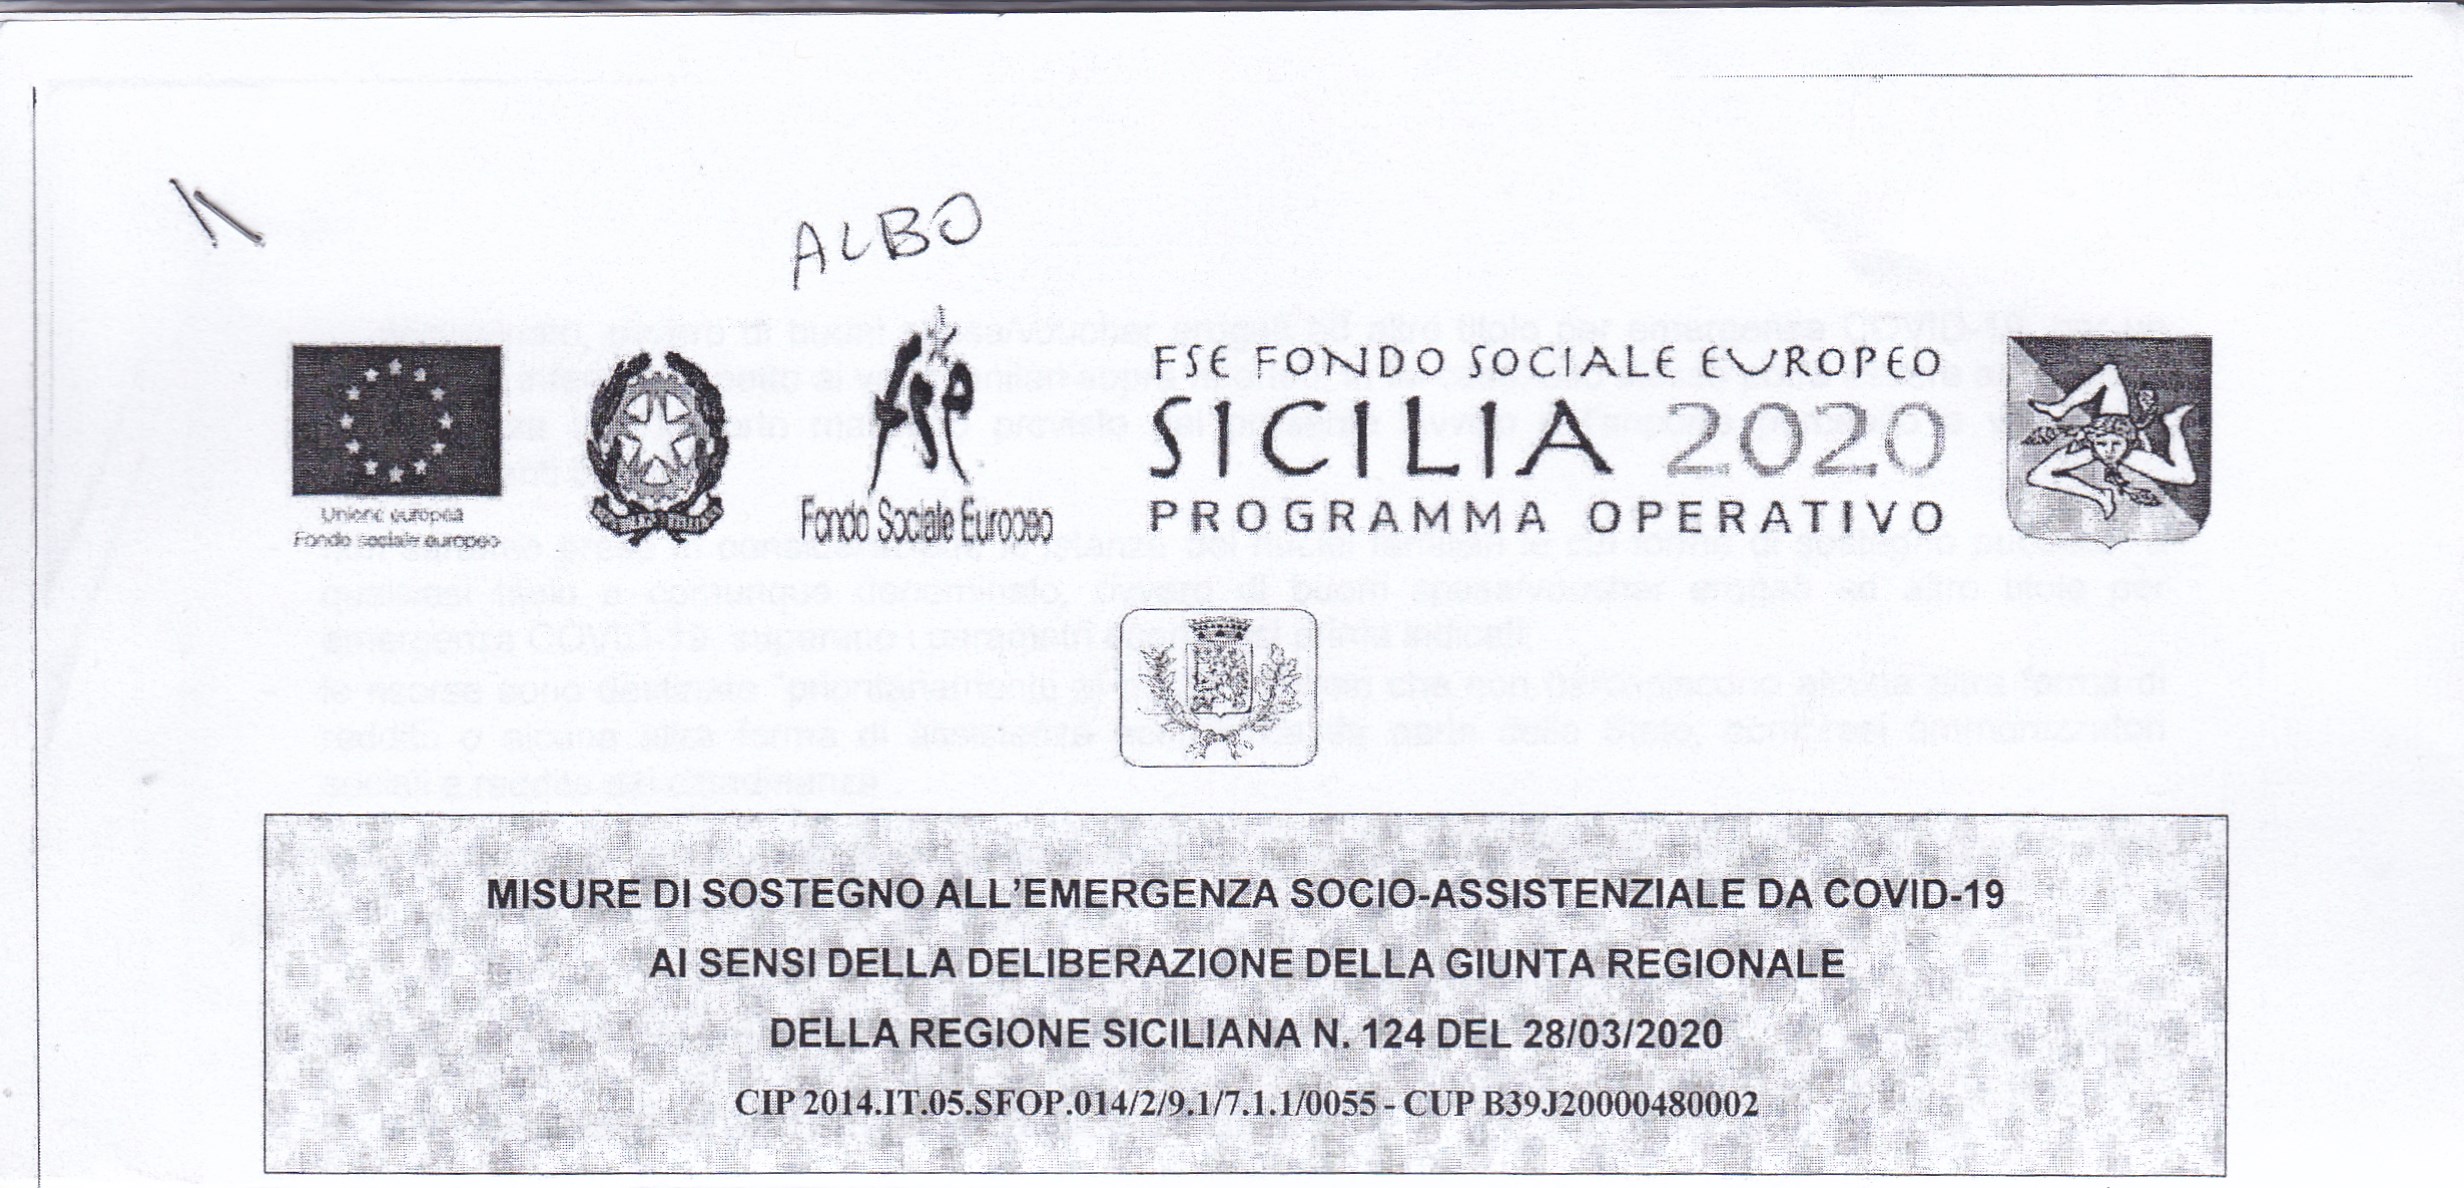 ALBO
Unione europea
Fondo sociale europeo
Fondo Sociale Europeo
FSE FONDO SOCIALE EUROPEO
SICILIA 2020
PROGRAMMA OPERATIVO
MISURE DI SOSTEGNO ALL'EMERGENZA SOCIO-ASSISTENZIALE DA COVID-19
AI SENSI DELLA DELIBERAZIONE DELLA GIUNTA REGIONALE
DELLA REGIONE SICILIANA N. 124 DEL 28/03/2020
CIP 2014.IT.05.SFOP.014/2/9.1/7.1.1/0055 - CUP B39J20000480002